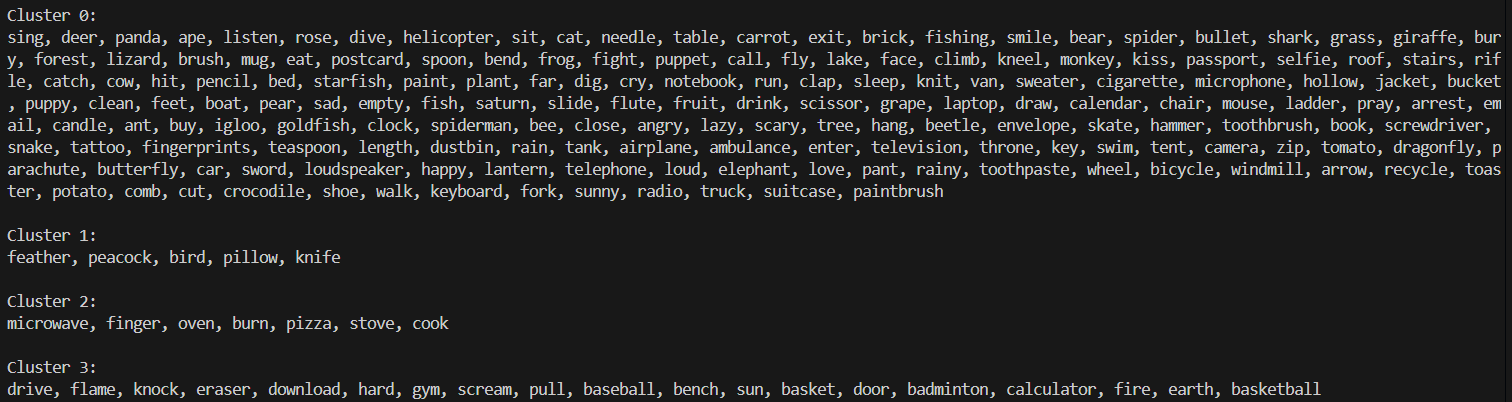 Cluster 0:
sing, deer, panda, ape, listen, rose, dive, helicopter, sit, cat, needle, table, carrot, exit, brick, fishing, smile, bear, spider, bullet, shark, grass, giraffe, bur
y, forest, lizard, brush, mug, eat, postcard, spoon, bend, frog, fight, puppet, call, fly, lake, face, climb, kneel, monkey, kiss, passport, selfie, roof, stairs, rif
le, catch, cow, hit, pencil, bed, starfish, paint, plant, far, dig, cry, notebook, run, clap, sleep, knit, van, sweater, cigarette, microphone, hollow, jacket, bucket
, puppy, clean, feet, boat, pear, sad, empty, fish, saturn, slide, flute, fruit, drink, scissor, grape, laptop, draw, calendar, chair, mouse, ladder, pray, arrest, em
ail, candle, ant, buy, igloo, goldfish, clock, spiderman, bee, close, angry, lazy, scary, tree, hang, beetle, envelope, skate, hammer, toothbrush, book, screwdriver,
snake, tattoo, fingerprints, teaspoon, length, dustbin, rain, tank, airplane, ambulance, enter, television, throne, key, swim, tent, camera, zip, tomato, dragonfly, p
arachute, butterfly, car, sword, loudspeaker, happy, lantern, telephone, loud, elephant, love, pant, rainy, toothpaste, wheel, bicycle, windmill, arrow, recycle, toas
ter, potato, comb, cut, crocodile, shoe, walk, keyboard, fork, sunny, radio, truck, suitcase, paintbrush
Cluster 1:
feather, peacock, bird, pillow, knife
Cluster 2:
microwave, finger, oven, burn, pizza, stove, cook
Cluster 3:
drive, flame, knock, eraser, download, hard, gym, scream, pull, baseball, bench, sun, basket, door, badminton, calculator, fire, earth, basketball